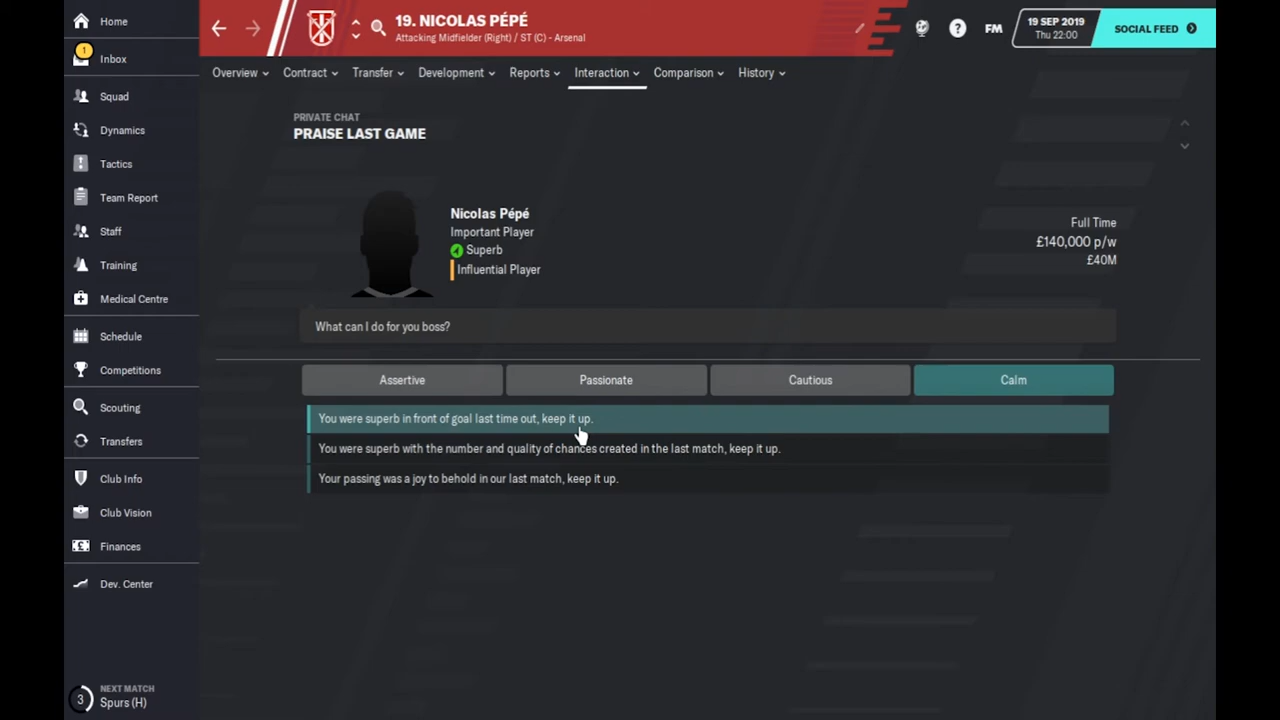 Home
1
Inbox
Squad
Dynamics
Tactics
Team Report
Staff
Training
Medical Centre
Schedule
Competitions
Scouting
Transfers
Club Info
Club Vision
Finances
Dev. Center
3
NEXT MATCH
Spurs (H)
19. NICOLAS PÉPÉ
Attacking Midfielder (Right) / ST (C) - Arsenal
?
FM
19 SEP 2019
Thu 22:00
SOCIAL FEED
Overview
Contract
Transfer
Development
Reports
Interaction
Comparison
History
PRIVATE CHAT
PRAISE LAST GAME
Nicolas Pépé
Important Player
Superb
Influential Player
Full Time
£140,000 p/w
£40M
What can I do for you boss?
Assertive
Passionate
Cautious
Calm
You were superb in front of goal last time out, keep it up.
You were superb with the number and quality of chances created in the last match, keep it up.
Your passing was a joy to behold in our last match, keep it up.